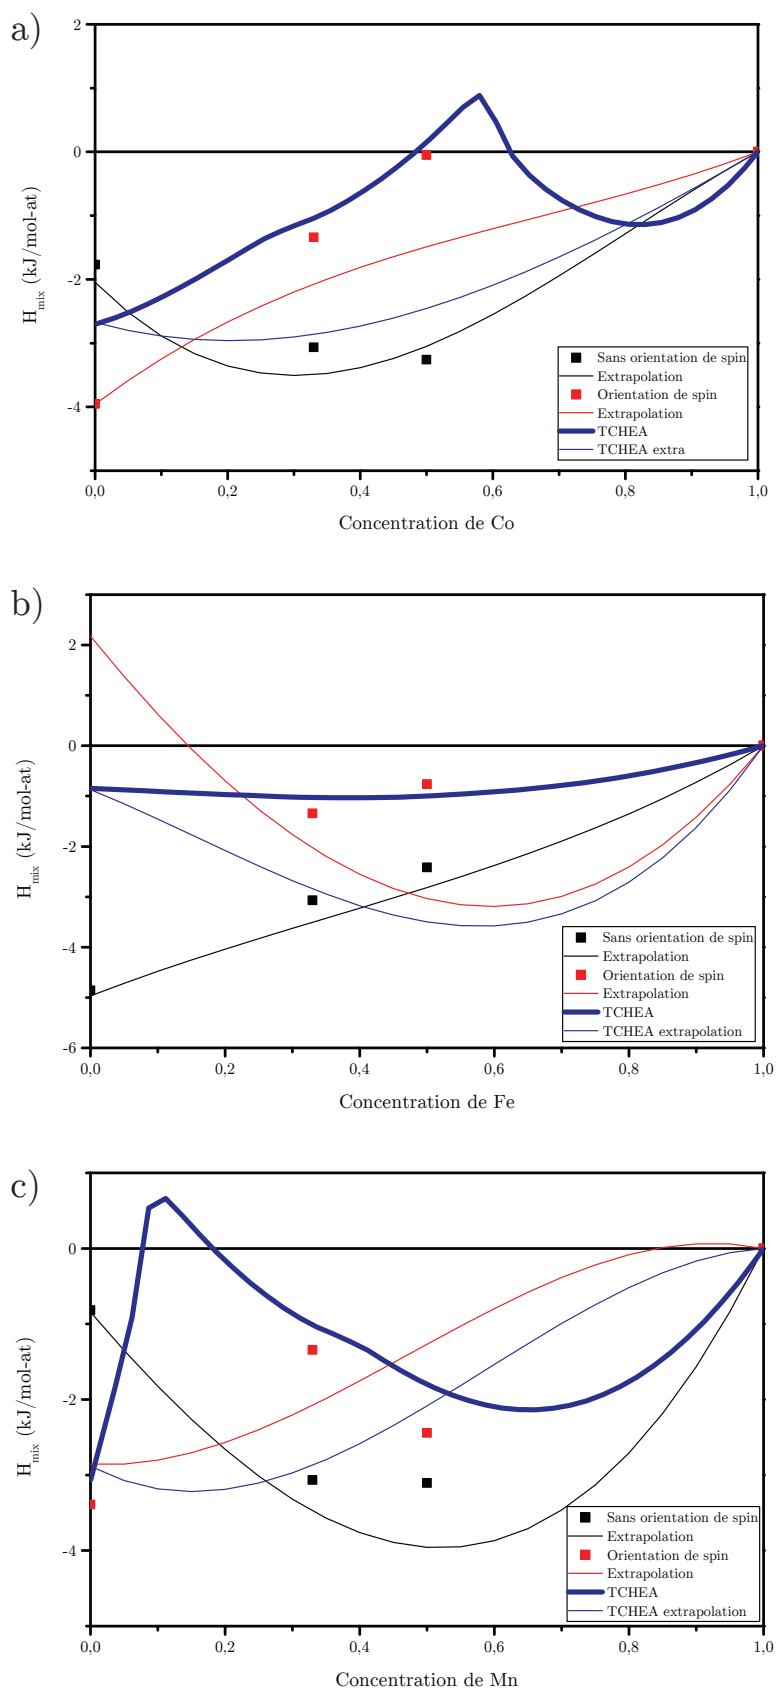 a)
2
0
-2
-4
H_mix (kJ/mol-at)
Sans orientation de spin
Extrapolation
Orientation de spin
Extrapolation
TCHEA
TCHEA extra
0,0 0,2 0,4 0,6 0,8 1,0
Concentration de Co
b)
2
0
-2
-4
-6
H_mix (kJ/mol-at)
Sans orientation de spin
Extrapolation
Orientation de spin
Extrapolation
TCHEA
TCHEA extrapolation
0,0 0,2 0,4 0,6 0,8 1,0
Concentration de Fe
c)
0
-2
-4
H_mix (kJ/mol-at)
Sans orientation de spin
Extrapolation
Orientation de spin
Extrapolation
TCHEA
TCHEA extrapolation
0,0 0,2 0,4 0,6 0,8 1,0
Concentration de Mn